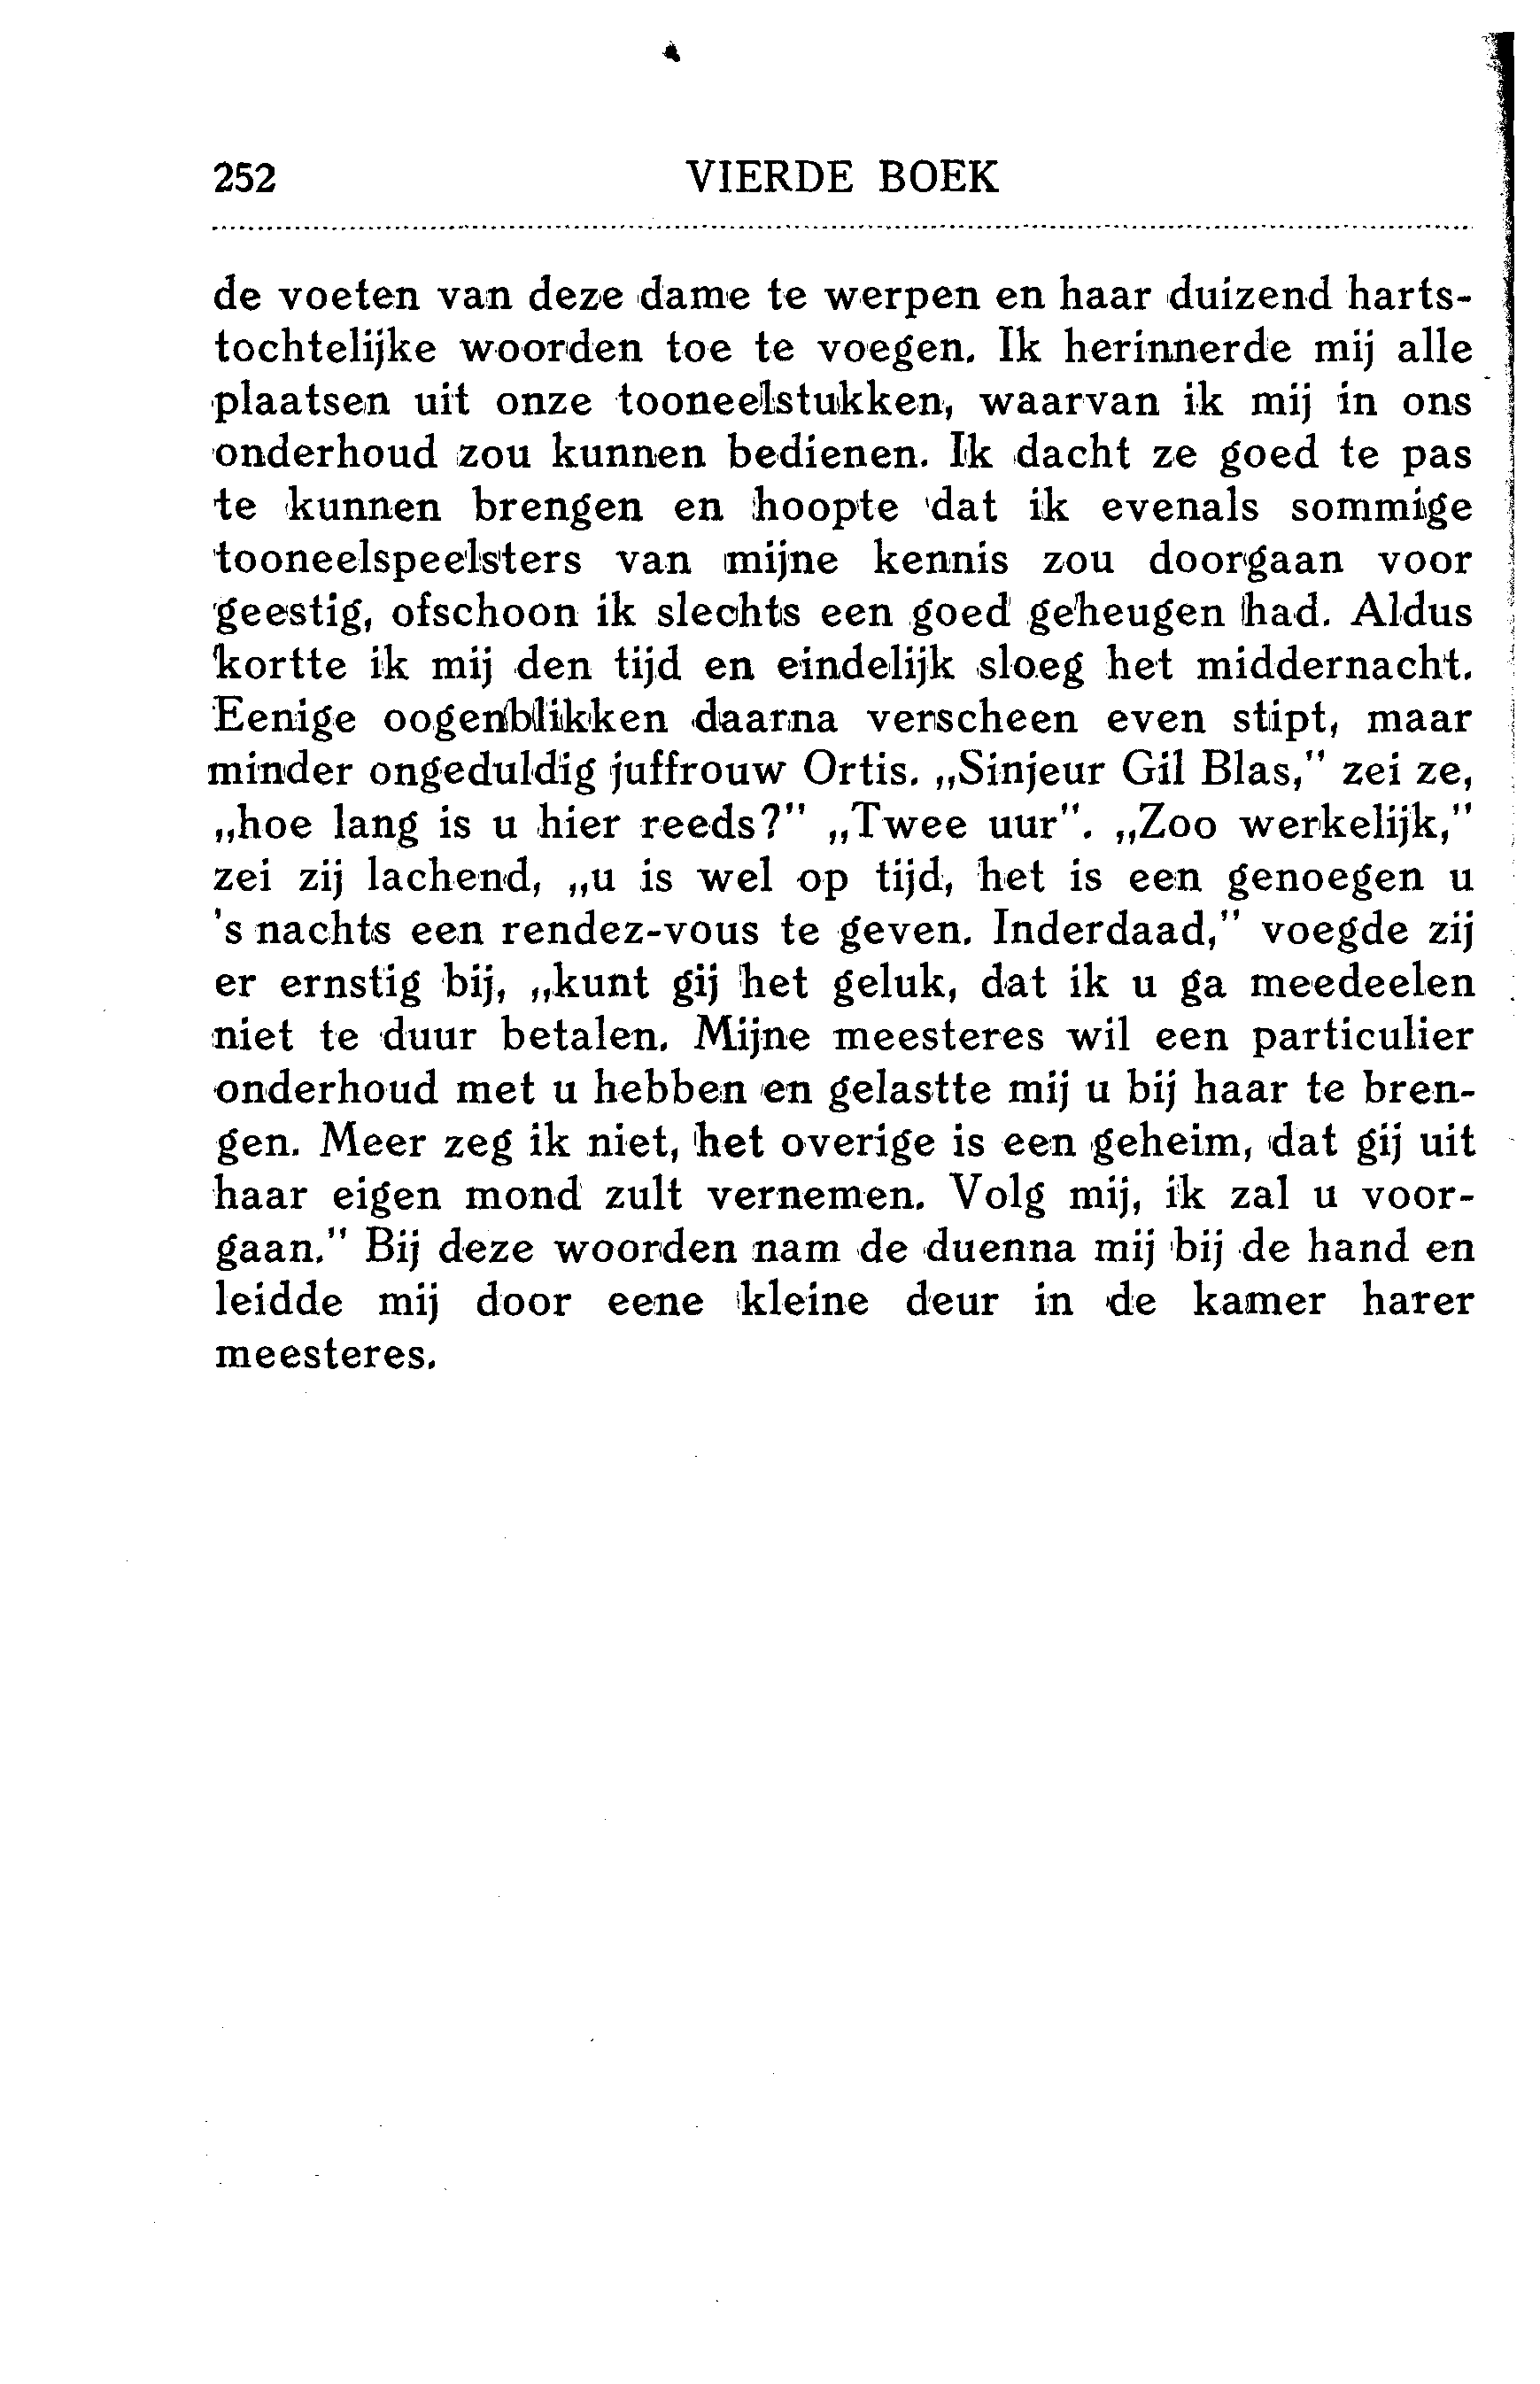 252 VIERDE BOEK
de voeten van deze dame te werpen en haar duizend harts-
tochtelijke woorden toe te voegen. Ik herinnerde mij alle
plaatsen uit onze tooneelstukken, waarvan ik mij in ons
onderhoud zou kunnen bedienen. Ik dacht ze goed te pas
te kunnen brengen en hoopte dat ik evenals sommige
tooneelspeelsters van mijne kennis zou doorgaan voor
geestig, ofschoon ik slechts een goed geheugen had. Aldus
kortte ik mij den tijd en eindelijk sloeg het middernacht.
Eenige oogenblikken daarna verscheen even stipt, maar
minder ongeduldig juffrouw Ortis. „Sinjeur Gil Blas," zei ze,
„hoe lang is u hier reeds?" „Twee uur". „Zoo werkelijk,"
zei zij lachend, „u is wel op tijd, het is een genoegen u
's nachts een rendez-vous te geven. Inderdaad," voegde zij
er ernstig bij, „kunt gij het geluk, dat ik u ga meedeelen
niet te duur betalen. Mijne meesteres wil een particulier
onderhoud met u hebben en gelastte mij u bij haar te bren-
gen. Meer zeg ik niet, het overige is een geheim, dat gij uit
haar eigen mond zult vernemen. Volg mij, ik zal u voor-
gaan." Bij deze woorden nam de duenna mij bij de hand en
leidde mij door eene kleine deur in de kamer harer
meesteres.